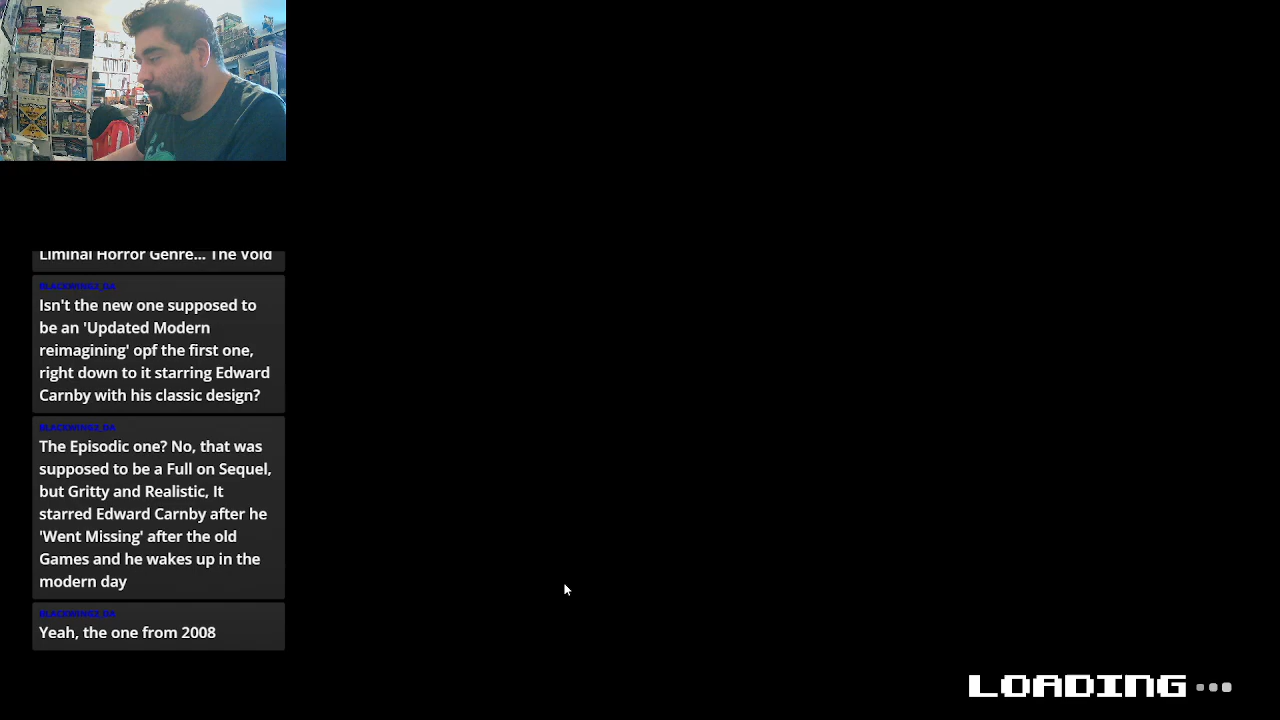 Liminal Horror Genre... The Void
BLACKWINGZ_DA
Isn't the new one supposed to
be an 'Updated Modern
reimagining' opf the first one,
right down to it starring Edward
Carnby with his classic design?
BLACKWINGZ_DA
The Episodic one? No, that was
supposed to be a Full on Sequel,
but Gritty and Realistic, It
starred Edward Carnby after he
'Went Missing' after the old
Games and he wakes up in the
modern day
BLACKWINGZ_DA
Yeah, the one from 2008
LOADING...